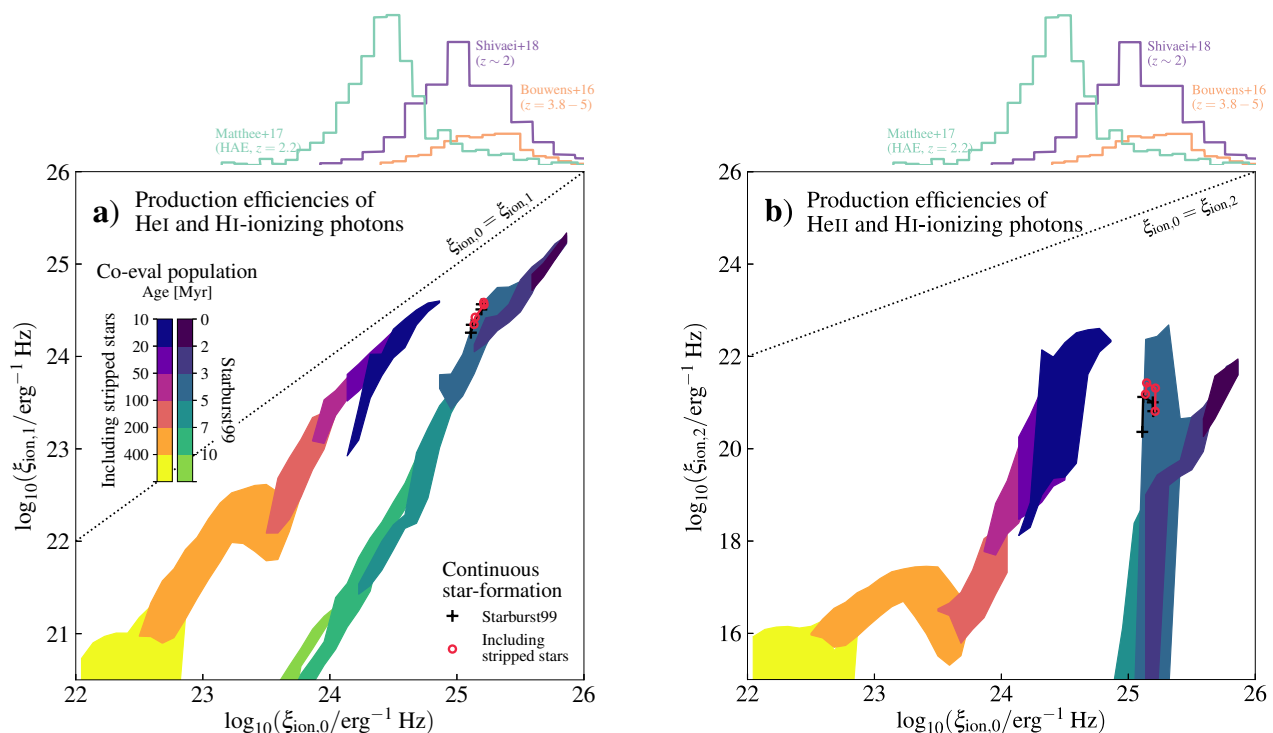 Shivaei+18
(z ∼ 2)
Bouwens+16
(z = 3.8 − 5)
Matthee+17
(HAE, z = 2.2)
a) Production efficiencies of
HeI and HI-ionizing photons
ξion,0 = ξion,1
Co-eval population
Age [Myr]
Including stripped stars
Starburst99
10 0
20 2
50 3
100 5
200 7
400 10
Continuous
star-formation
Starburst99
Including
stripped stars
26
25
24
23
22
21
log10(ξion,1/erg−1 Hz)
22 23 24 25 26
log10(ξion,0/erg−1 Hz)
Shivaei+18
(z ∼ 2)
Bouwens+16
(z = 3.8 − 5)
Matthee+17
(HAE, z = 2.2)
b) Production efficiencies of
HeII and HI-ionizing photons
ξion,0 = ξion,2
26
24
22
20
18
16
log10(ξion,2/erg−1 Hz)
22 23 24 25 26
log10(ξion,0/erg−1 Hz)